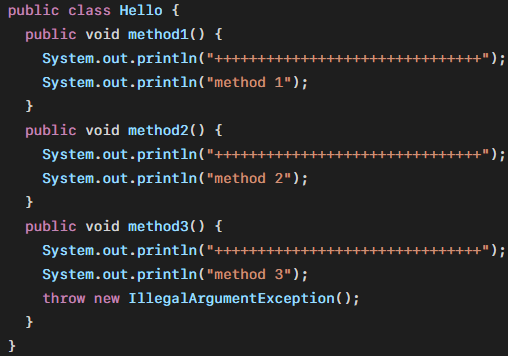 public class Hello {
  public void method1() {
    System.out.println("+++++++++++++++++++++++++++++++");
    System.out.println("method 1");
  }
  public void method2() {
    System.out.println("+++++++++++++++++++++++++++++++");
    System.out.println("method 2");
  }
  public void method3() {
    System.out.println("+++++++++++++++++++++++++++++++");
    System.out.println("method 3");
    throw new IllegalArgumentException();
  }
}